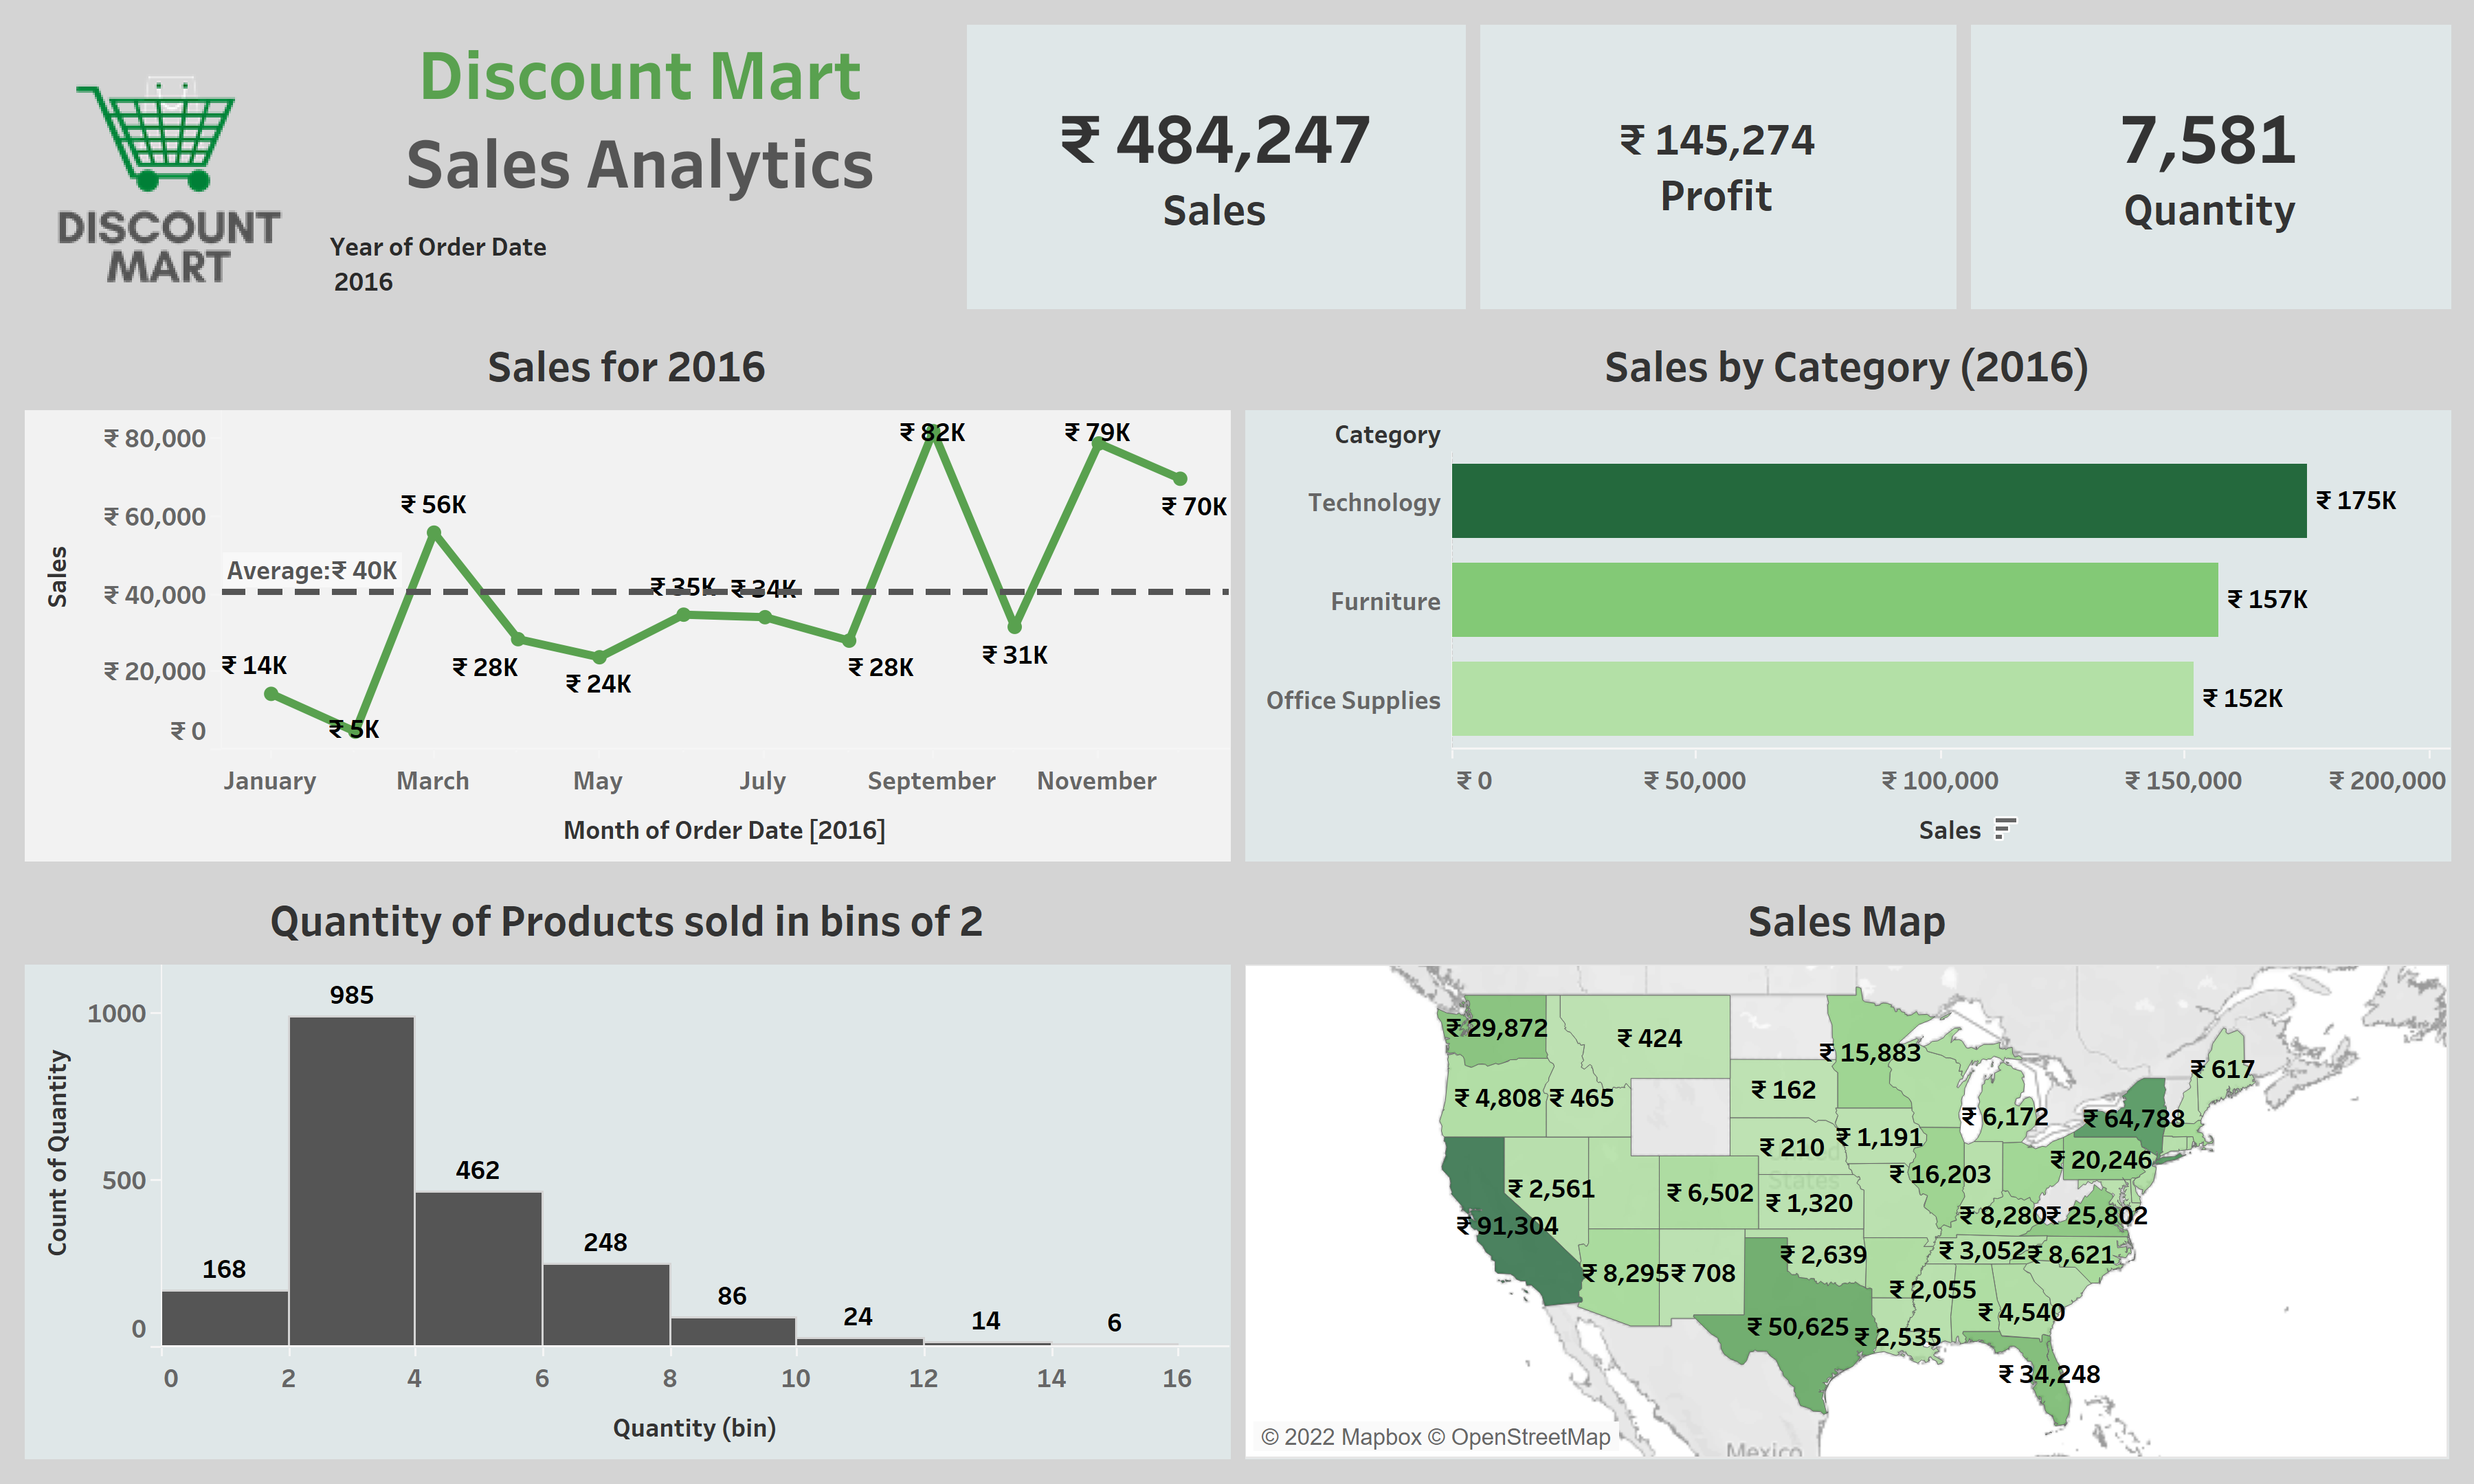 Discount Mart
Sales Analytics
DISCOUNT
MART
Year of Order Date
2016
₹ 484,247
Sales
₹ 145,274
Profit
7,581
Quantity
Sales for 2016
Sales
₹ 80,000
₹ 60,000
₹ 40,000
₹ 20,000
₹ 0
Average:₹ 40K
₹ 14K
₹ 5K
₹ 56K
₹ 28K
₹ 24K
₹ 35K
₹ 34K
₹ 28K
₹ 82K
₹ 31K
₹ 79K
₹ 70K
January March May July September November
Month of Order Date [2016]
Sales by Category (2016)
Category
Technology ₹ 175K
Furniture ₹ 157K
Office Supplies ₹ 152K
₹ 0 ₹ 50,000 ₹ 100,000 ₹ 150,000 ₹ 200,000
Sales
Quantity of Products sold in bins of 2
Count of Quantity
1000
500
0
168
985
462
248
86
24
14
6
0 2 4 6 8 10 12 14 16
Quantity (bin)
Sales Map
₹ 29,872
₹ 424
₹ 15,883
₹ 617
₹ 4,808
₹ 465
₹ 162
₹ 6,172
₹ 64,788
₹ 210
₹ 1,191
United
States
₹ 20,246
₹ 16,203
₹ 2,561
₹ 6,502
₹ 1,320
₹ 91,304
₹ 8,280
₹ 25,802
₹ 2,639
₹ 3,052
₹ 8,621
₹ 8,295
₹ 708
₹ 2,055
₹ 4,540
₹ 50,625
₹ 2,535
₹ 34,248
Mexico
© 2022 Mapbox © OpenStreetMap